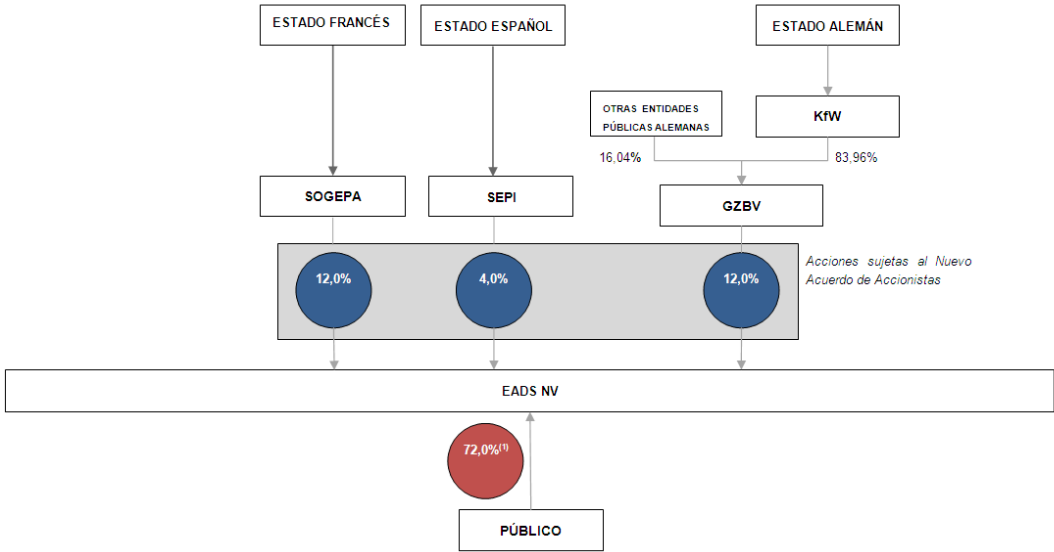 ESTADO FRANCÉS
ESTADO ESPAÑOL
ESTADO ALEMÁN
OTRAS ENTIDADES
PÚBLICAS ALEMANAS
KfW
16,04%
83,96%
SOGEPA
SEPI
GZBV
12,0%
4,0%
12,0%
Acciones sujetas al Nuevo
Acuerdo de Accionistas
EADS NV
72,0%(1)
PÚBLICO